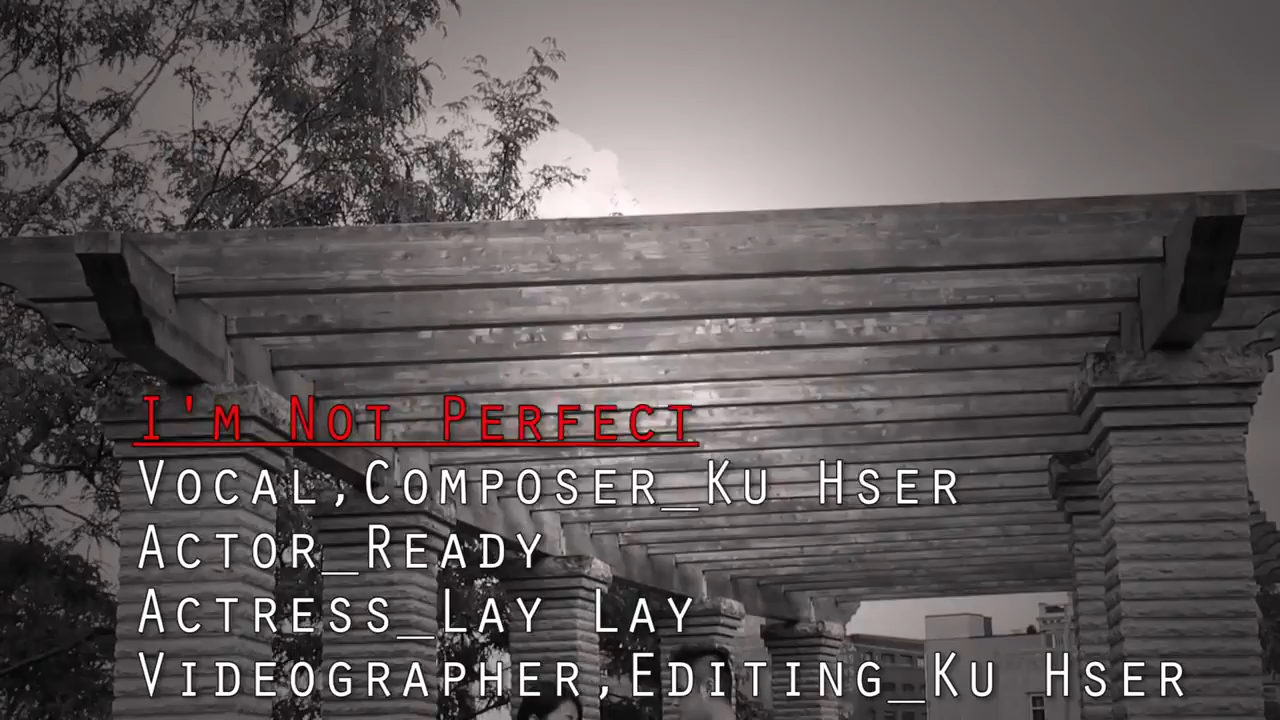 I'm Not Perfect
Vocal,Composer_Ku Hser
Actor_Ready
Actress_Lay Lay
Videographer,Editing_Ku Hser